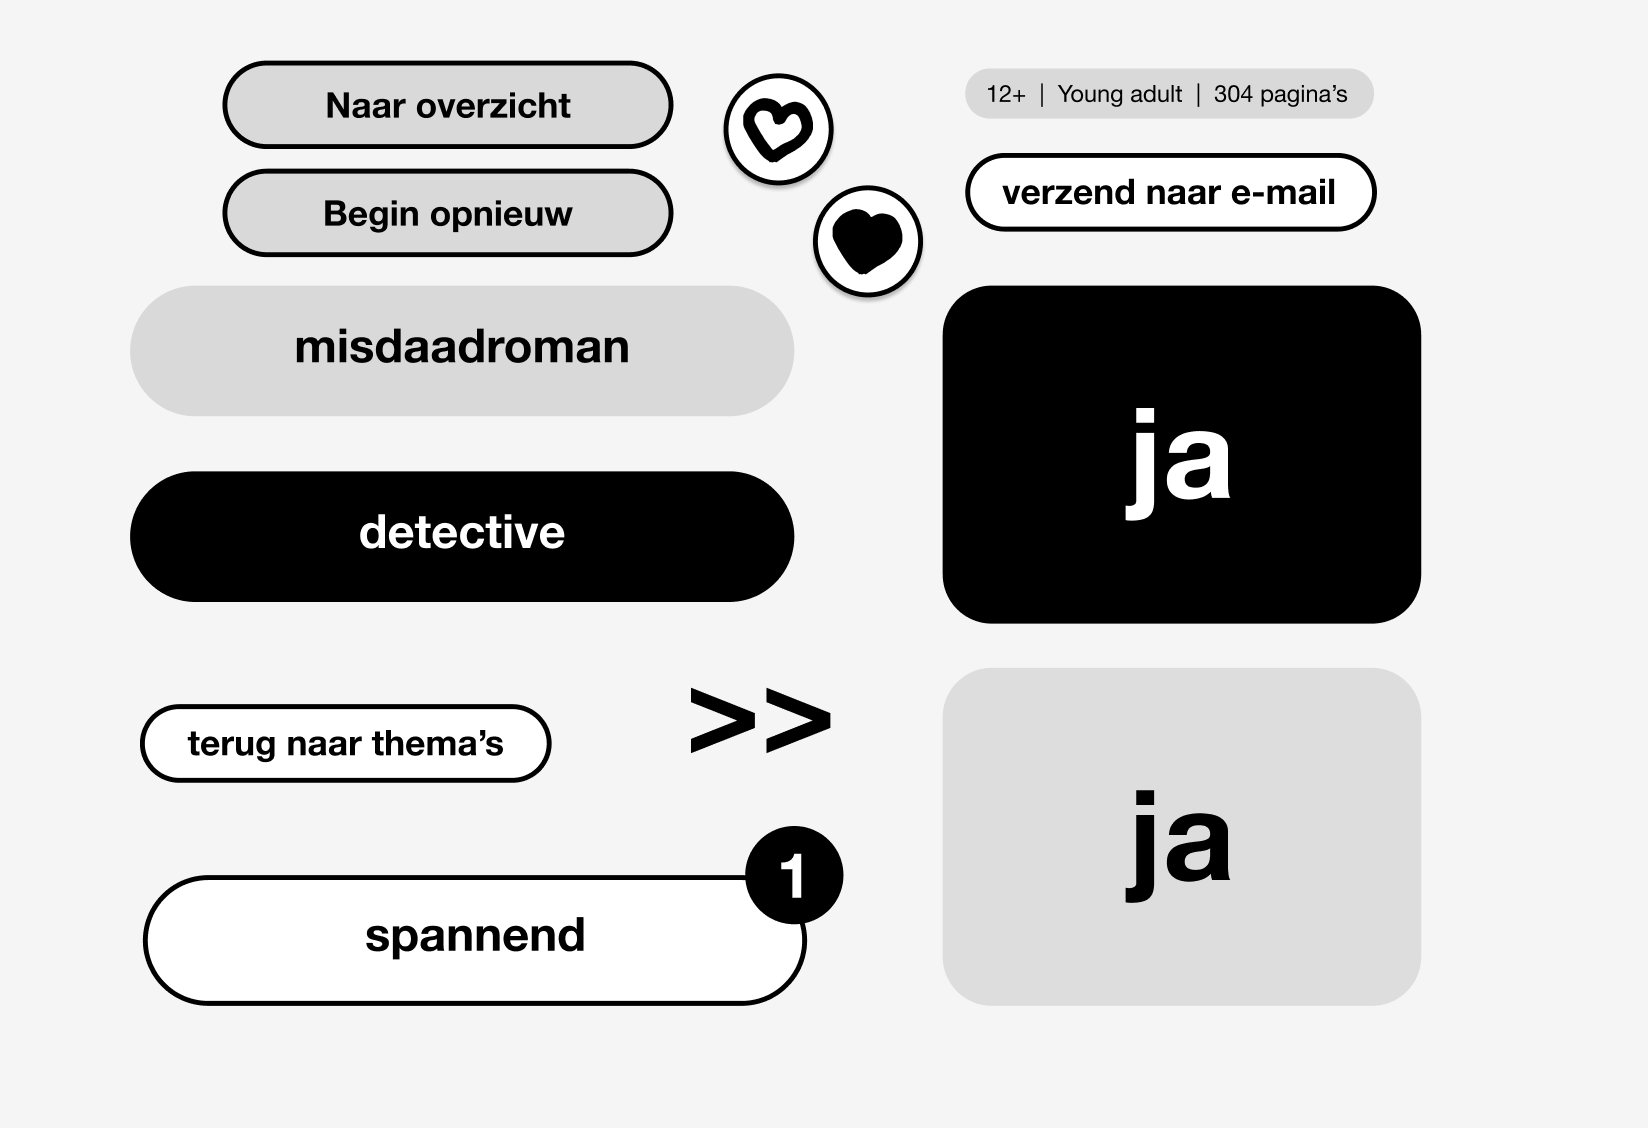 Naar overzicht
Begin opnieuw
12+ | Young adult | 304 pagina’s
verzend naar e-mail
misdaadroman
detective
ja
terug naar thema’s
>>
1
spannend
ja